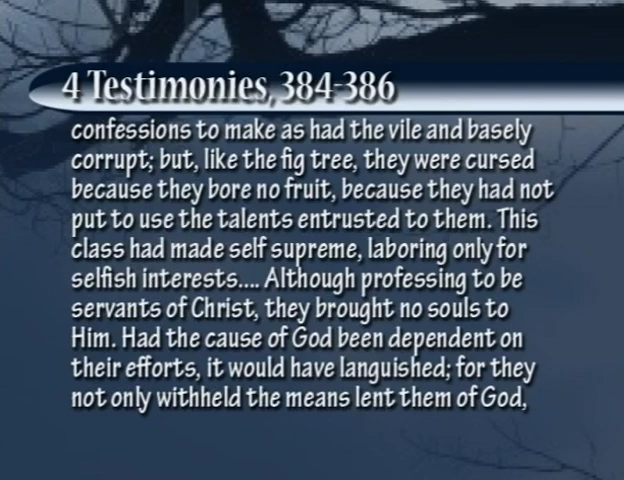 4 Testimonies, 384-386
confessions to make as had the vile and basely
corrupt; but, like the fig tree, they were cursed
because they bore no fruit, because they had not
put to use the talents entrusted to them. This
class had made self supreme, laboring only for
selfish interests.... Although professing to be
servants of Christ, they brought no souls to
Him. Had the cause of God been dependent on
their efforts, it would have languished; for they
not only withheld the means lent them of God,